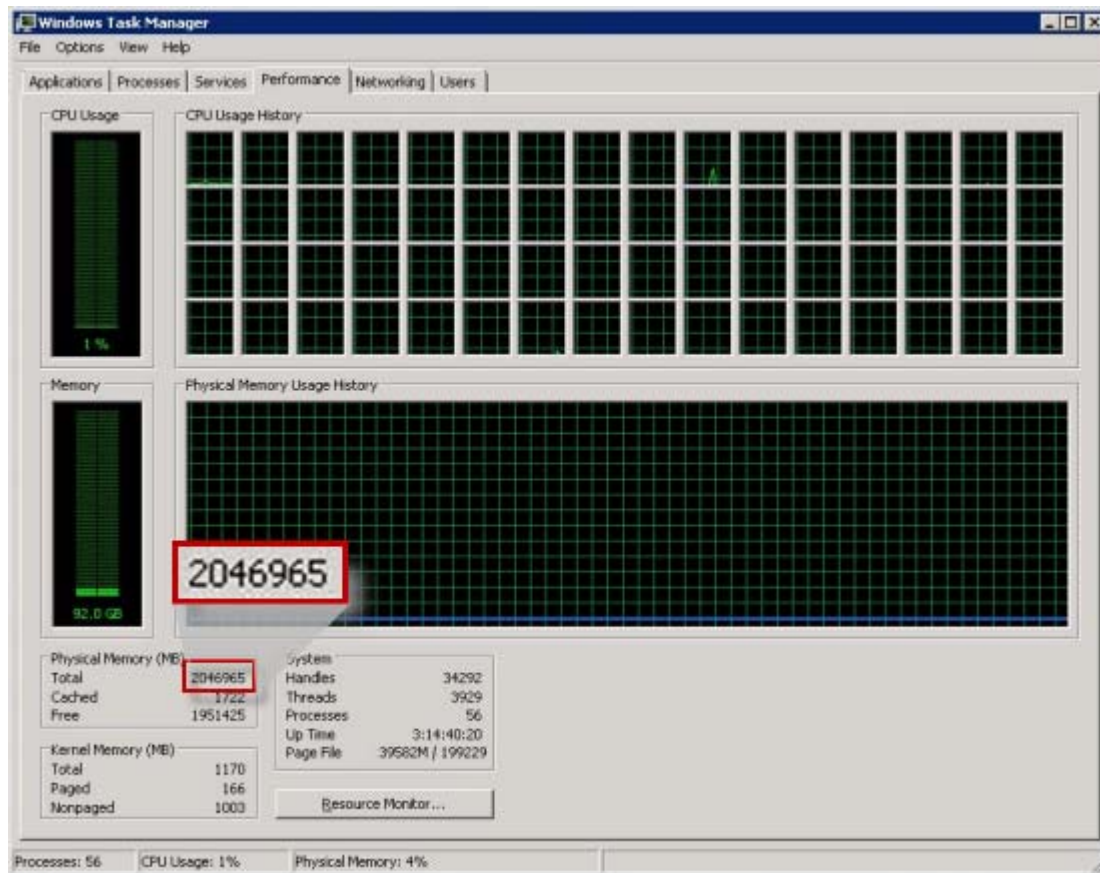 Windows Task Manager
File Options View Help
Applications Processes Services Performance Networking Users
CPU Usage CPU Usage History
1 %
Memory Physical Memory Usage History
2046965
92.0 GB
Physical Memory (MB) System
Total 2046965 Handles 34292
Cached 1722 Threads 3929
Free 1951425 Processes 56
Up Time 3:14:40:20
Kernel Memory (MB) Page File 39582M / 199229
Total 1170
Paged 166
Nonpaged 1003 Resource Monitor...
Processes: 56 CPU Usage: 1% Physical Memory: 4%